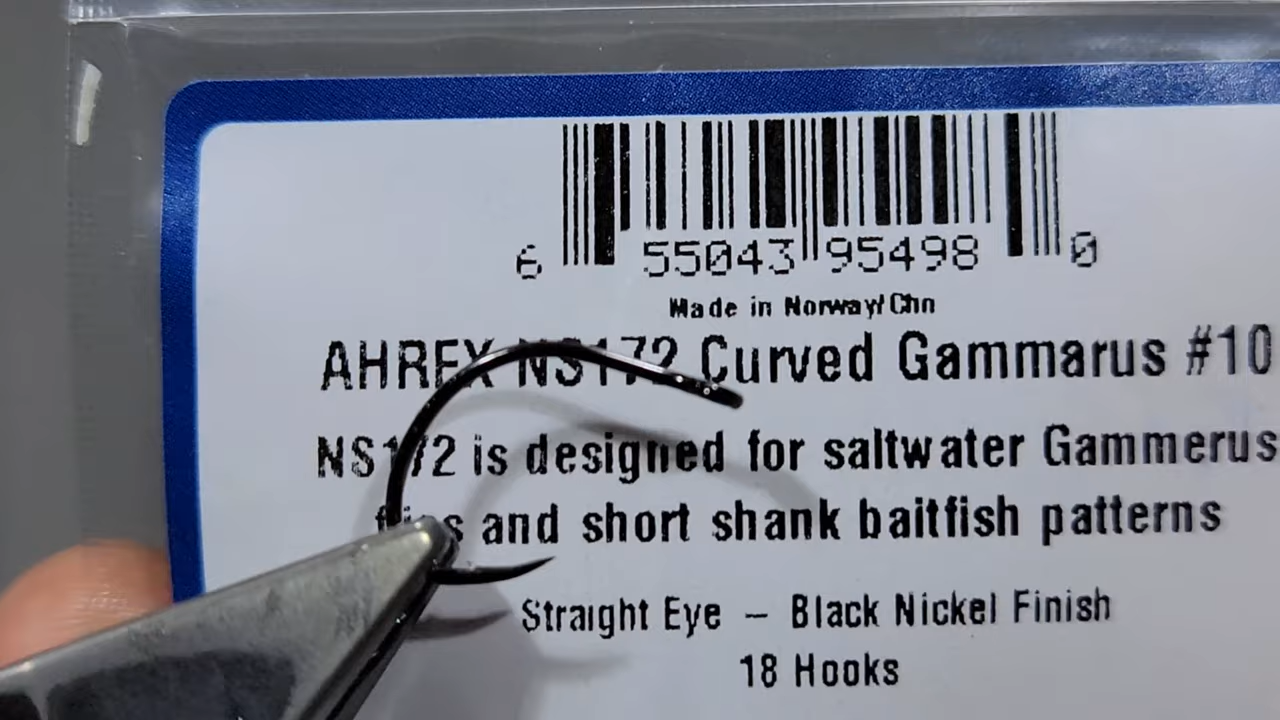 6 55043 95498 0
Made in Norway/Chn
AHREX NS172 Curved Gammarus #10
NS172 is designed for saltwater Gammerus
and short shank baitfish patterns
Straight Eye – Black Nickel Finish
18 Hooks